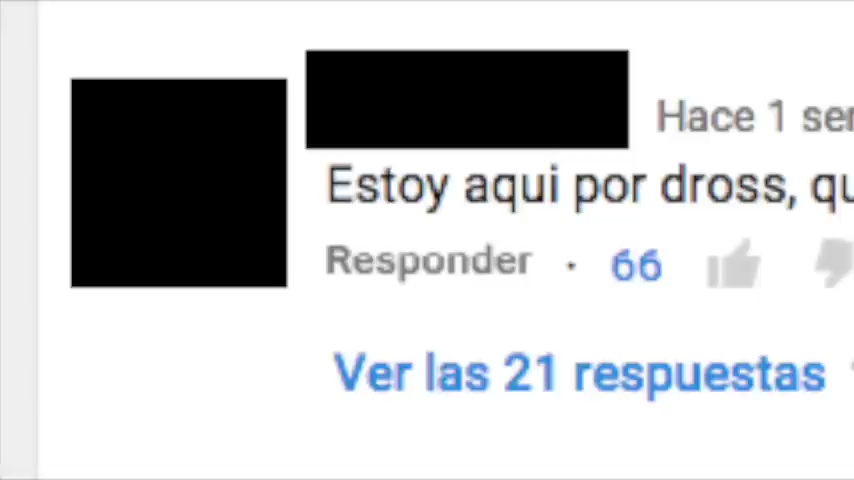 Hace 1
Estoy aqui por dross,
Responder · 66
Ver las 21 respuestas